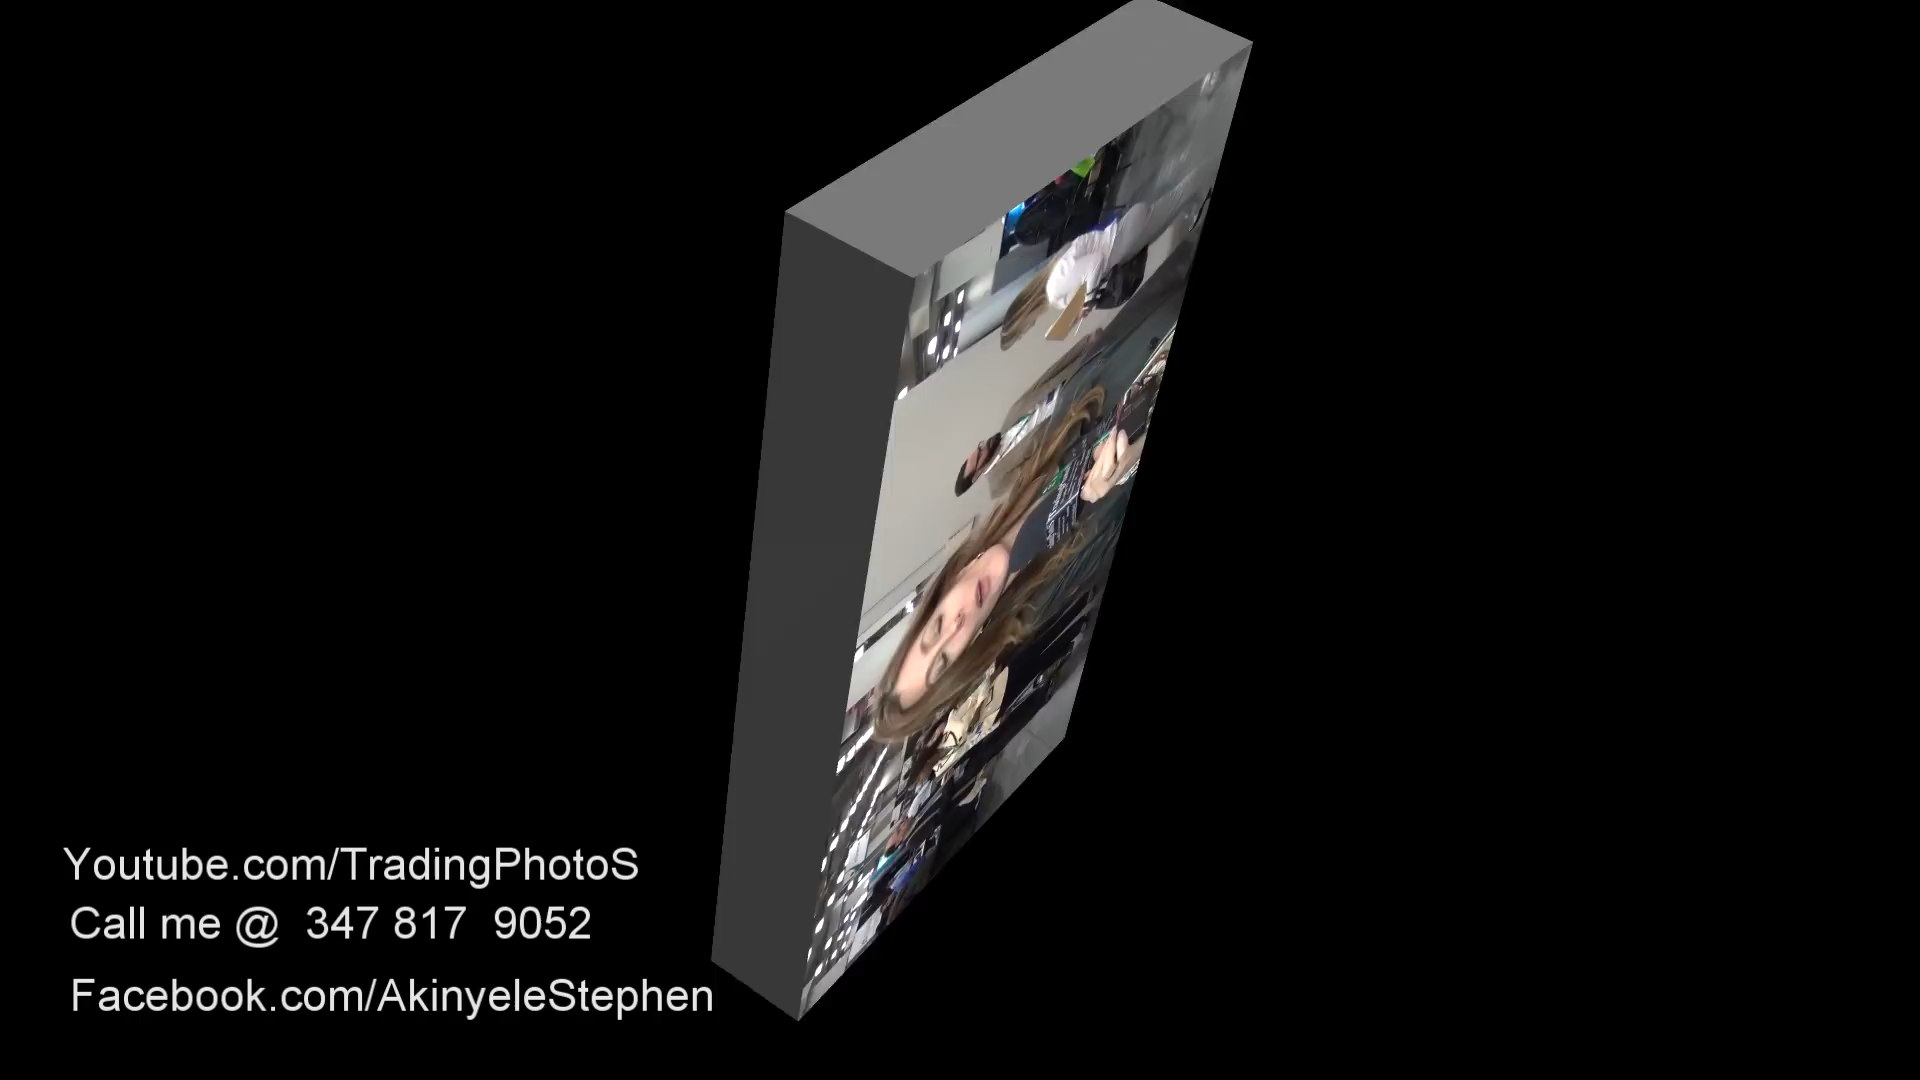 Youtube.com/TradingPhotoS
Call me @ 347 817 9052
Facebook.com/AkinyeleStephen